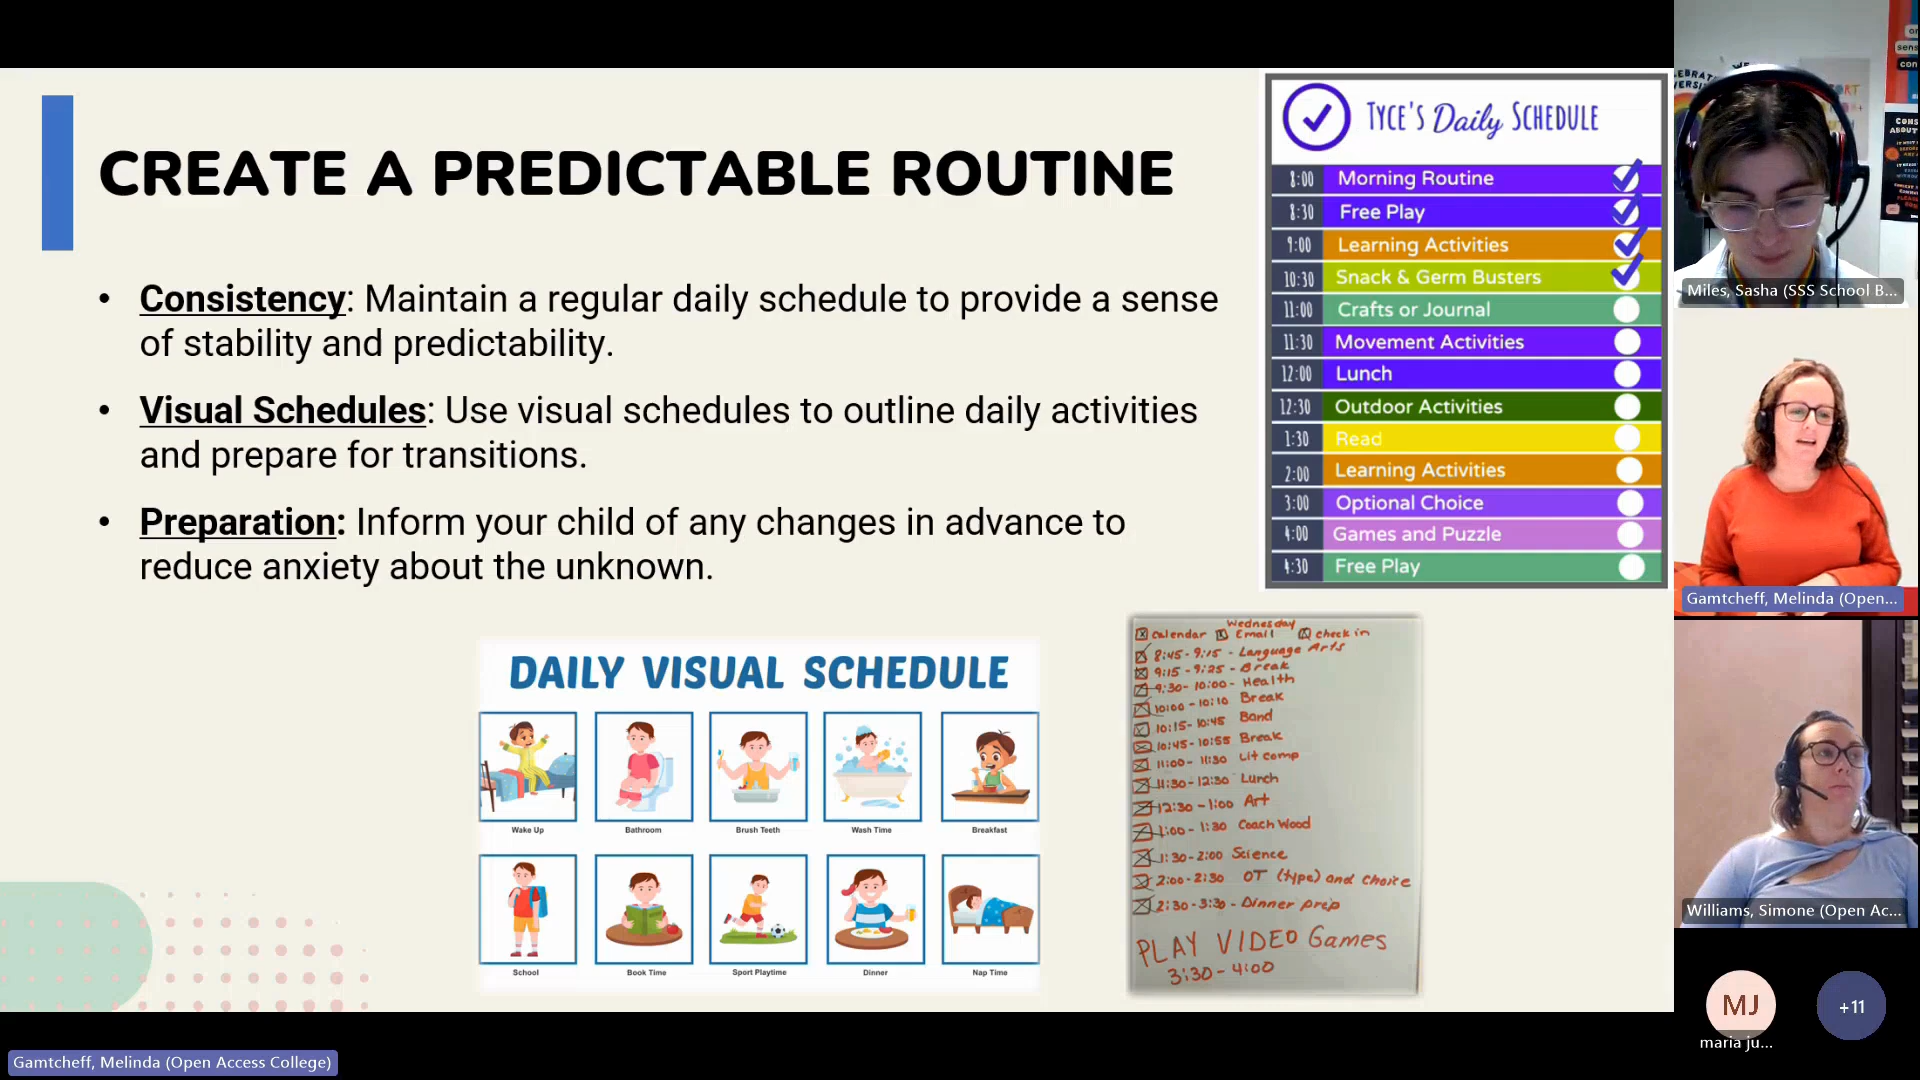 CREATE A PREDICTABLE ROUTINE
• Consistency: Maintain a regular daily schedule to provide a sense
of stability and predictability.
• Visual Schedules: Use visual schedules to outline daily activities
and prepare for transitions.
• Preparation: Inform your child of any changes in advance to
reduce anxiety about the unknown.
TYCE'S Daily SCHEDULE
8:00 Morning Routine
8:30 Free Play
9:00 Learning Activities
10:30 Snack & Germ Busters
11:00 Crafts or Journal
11:30 Movement Activities
12:00 Lunch
12:30 Outdoor Activities
1:30 Read
2:00 Learning Activities
3:00 Optional Choice
4:00 Games and Puzzle
4:30 Free Play
DAILY VISUAL SCHEDULE
Wake Up Bathroom Brush Teeth Wash Time Breakfast
School Book Time Sport Playtime Dinner Nap Time
Wednesday
calendar Email check in
8:45-9:15 - Language Arts
9:15-9:25 - Break
9:30-10:00 - Health
10:00-10:10 Break
10:15-10:45 Band
10:45-10:55 Break
11:00-11:30 Lit comp
11:30-12:30 Lunch
12:30-1:00 Art
1:00-1:30 Coach Wood
1:30-2:00 Science
2:00-2:30 OT (type) and choice
2:30-3:30 - Dinner prep
PLAY VIDEO Games
3:30-4:00
Miles, Sasha (SSS School B...
Gamtcheff, Melinda (Open...
Williams, Simone (Open Ac...
MJ
+11
maria ju...
Gamtcheff, Melinda (Open Access College)